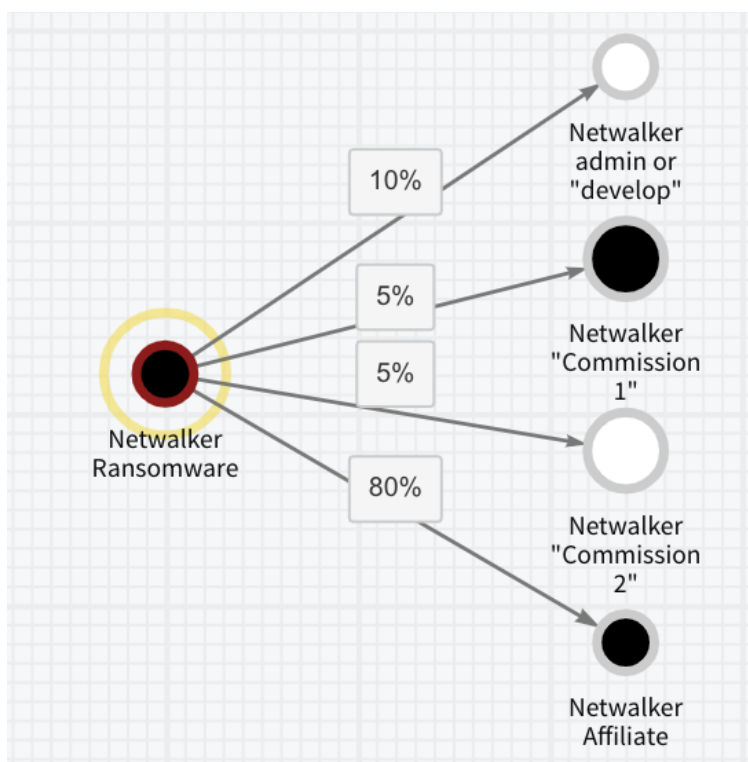 Netwalker
admin or
"develop"
10%
5%
Netwalker
"Commission
1"
5%
Netwalker
Ransomware
80%
Netwalker
"Commission
2"
Netwalker
Affiliate